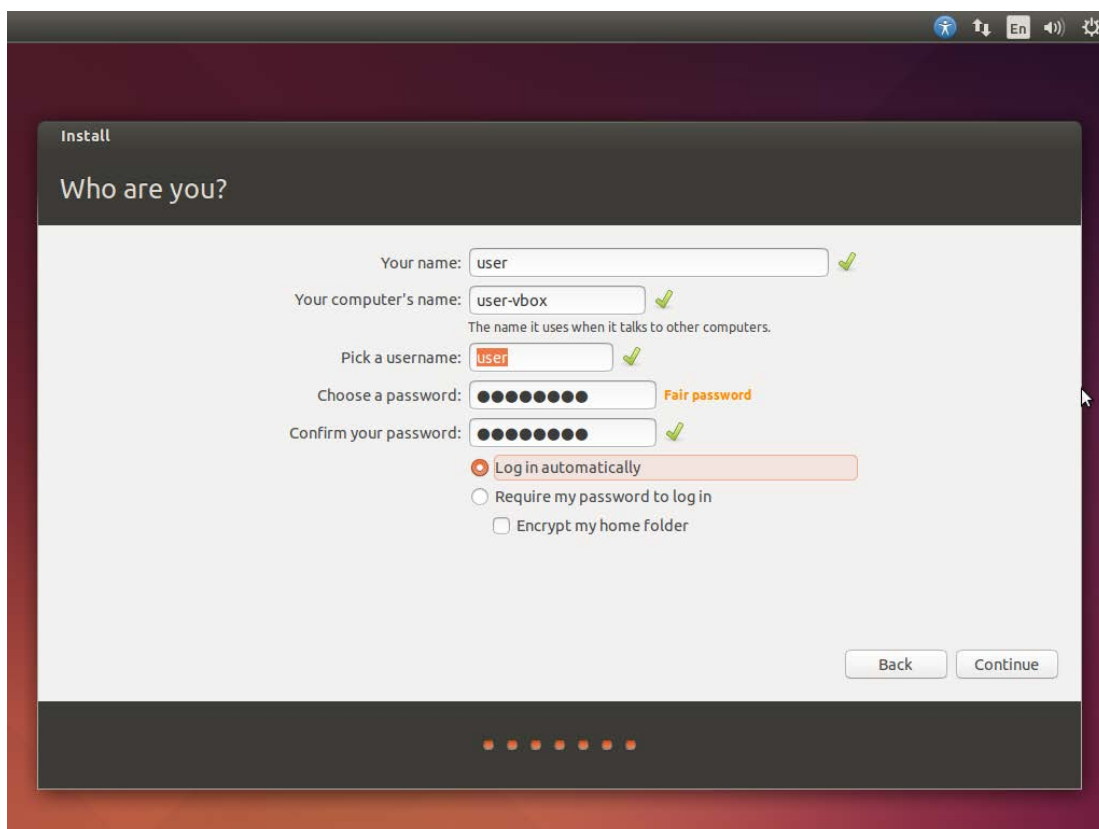 En
Install
Who are you?
Your name: user
Your computer's name: user-vbox
The name it uses when it talks to other computers.
Pick a username: user
Choose a password: ●●●●●●●● Fair password
Confirm your password: ●●●●●●●●
Log in automatically
Require my password to log in
Encrypt my home folder
Back Continue